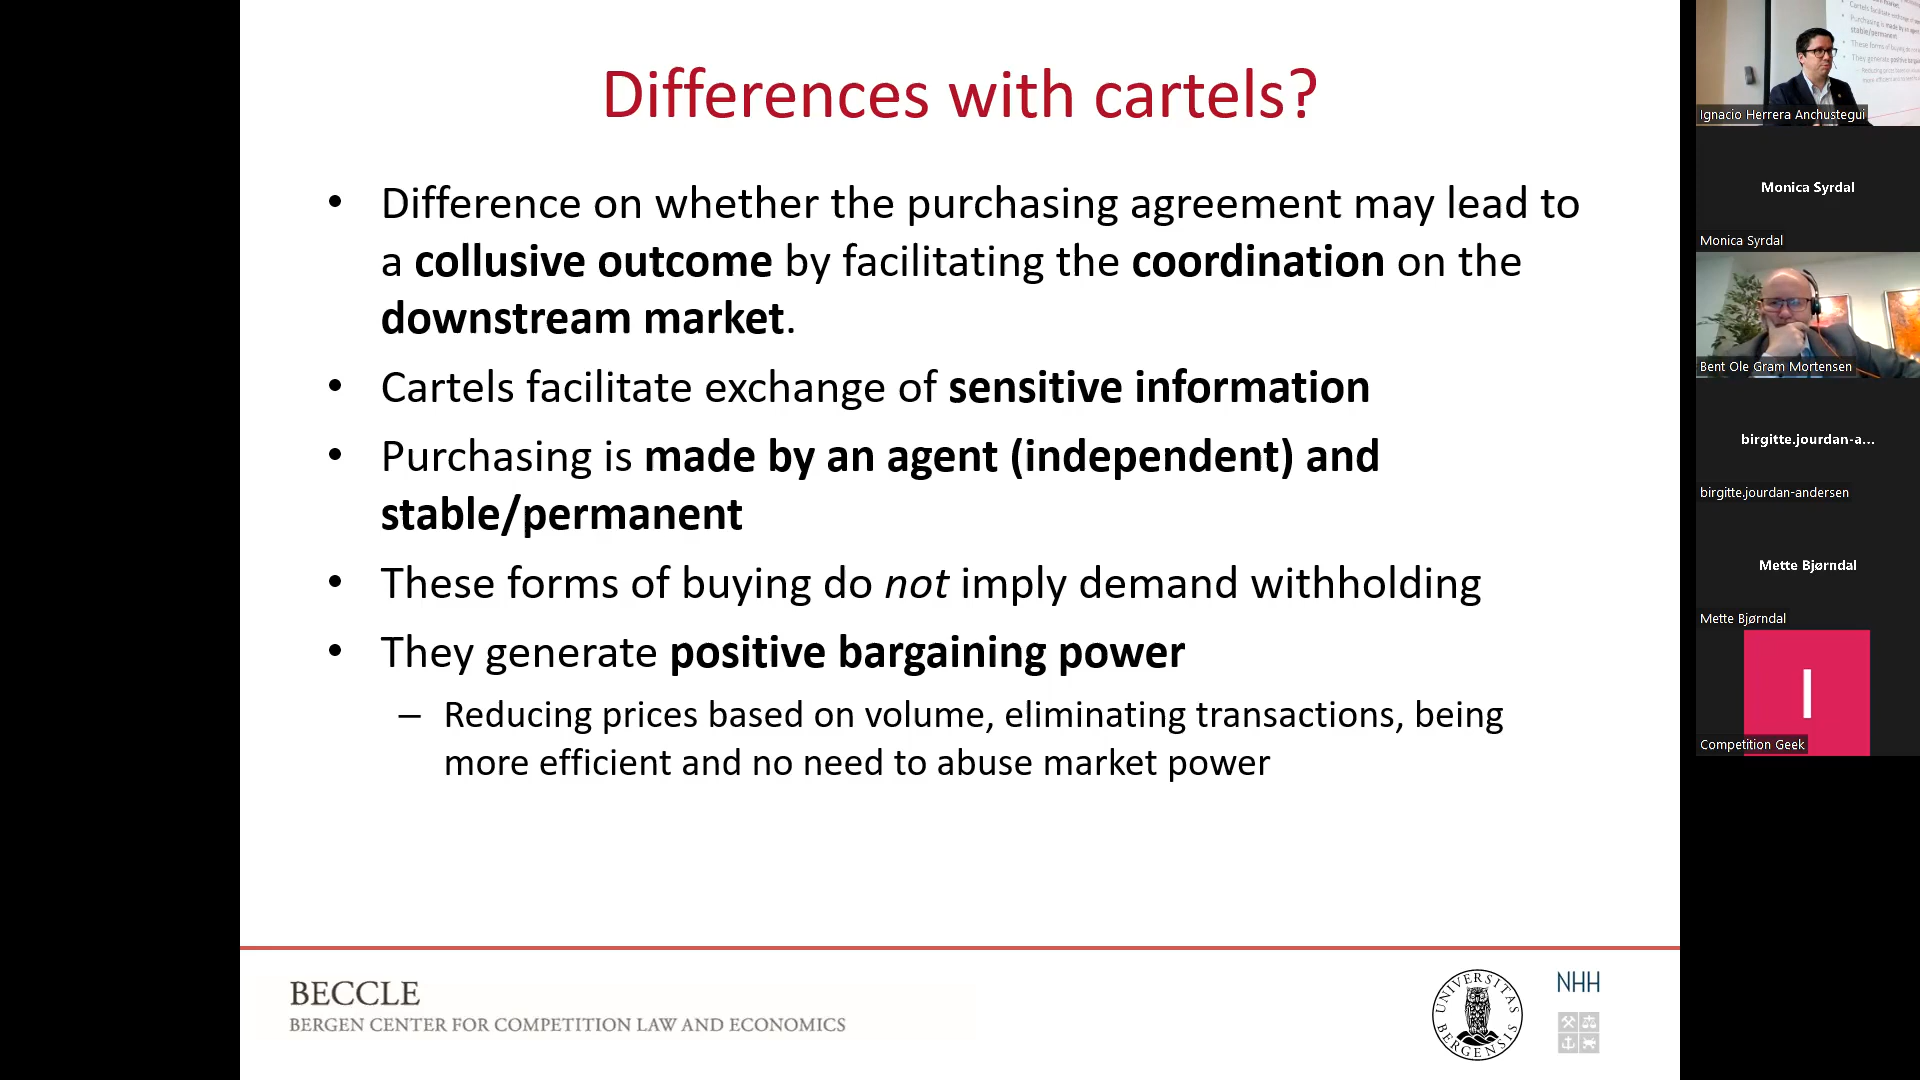 Differences with cartels?
• Difference on whether the purchasing agreement may lead to
a collusive outcome by facilitating the coordination on the
downstream market.
• Cartels facilitate exchange of sensitive information
• Purchasing is made by an agent (independent) and
stable/permanent
• These forms of buying do not imply demand withholding
• They generate positive bargaining power
– Reducing prices based on volume, eliminating transactions, being
more efficient and no need to abuse market power
BECCLE
BERGEN CENTER FOR COMPETITION LAW AND ECONOMICS
UNIVERSITAS
BERGENSIS
NHH
Ignacio Herrera Anchustegui
Monica Syrdal
Monica Syrdal
Bent Ole Gram Mortensen
birgitte.jourdan-a...
birgitte.jourdan-andersen
Mette Bjørndal
Mette Bjørndal
I
Competition Geek